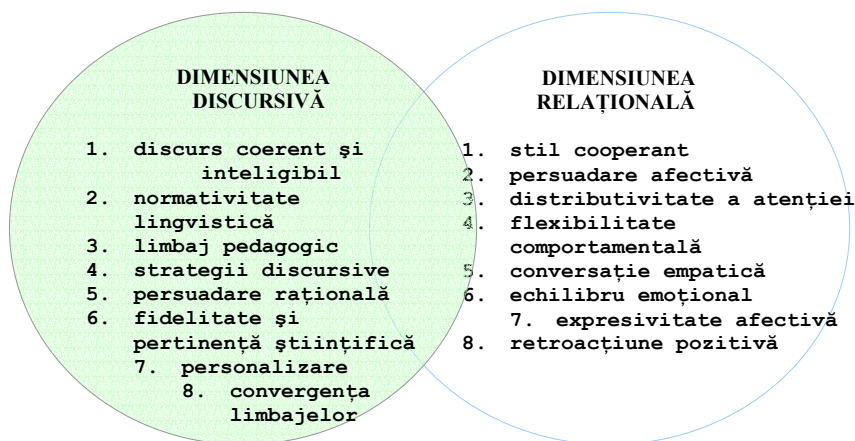 DIMENSIUNEA
DISCURSIVĂ
1. discurs coerent şi
inteligibil
2. normativitate
lingvistică
3. limbaj pedagogic
4. strategii discursive
5. persuadare raţională
6. fidelitate şi
pertinenţă ştiinţifică
7. personalizare
8. convergenţa
limbajelor
DIMENSIUNEA
RELAŢIONALĂ
1. stil cooperant
2. persuadare afectivă
3. distributivitate a atenţiei
4. flexibilitate
comportamentală
5. conversaţie empatică
6. echilibru emoţional
7. expresivitate afectivă
8. retroacţiune pozitivă